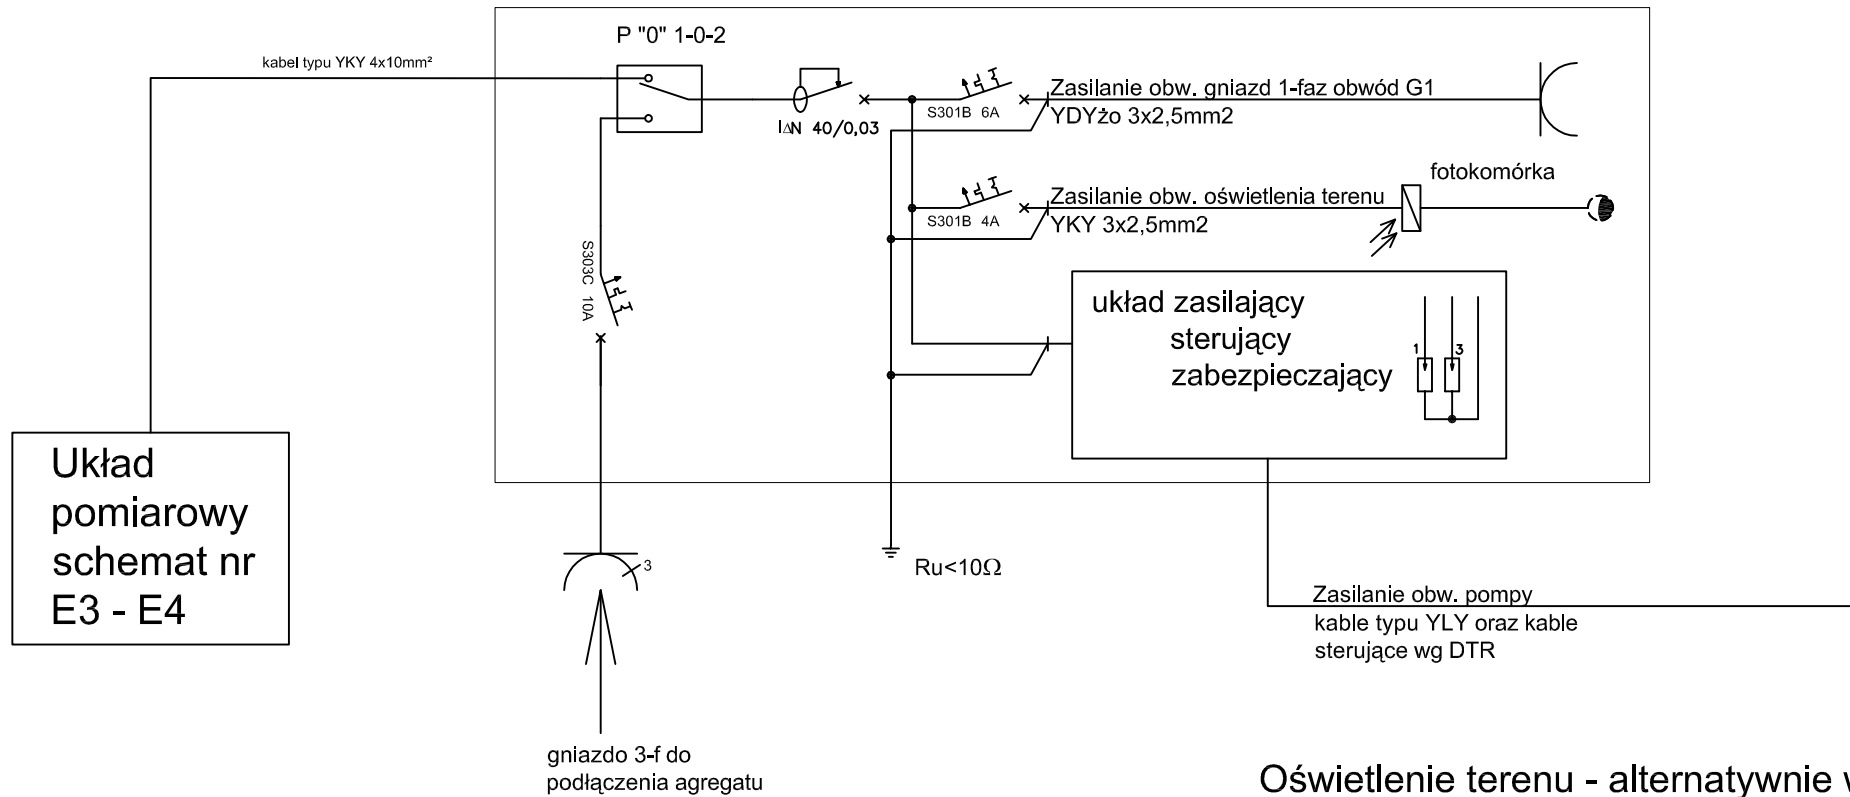 P "0" 1-0-2
kabel typu YKY 4x10mm²
IΔN 40/0,03
S301B 6A
Zasilanie obw. gniazd 1-faz obwód G1
YDYżo 3x2,5mm2
fotokomórka
S301B 4A
Zasilanie obw. oświetlenia terenu
YKY 3x2,5mm2
S303C 10A
układ zasilający
sterujący
zabezpieczający
1
3
Układ
pomiarowy
schemat nr
E3 - E4
3
Ru<10Ω
Zasilanie obw. pompy
kable typu YLY oraz kable
sterujące wg DTR
gniazdo 3-f do
podłączenia agregatu
Oświetlenie terenu - alternatywnie